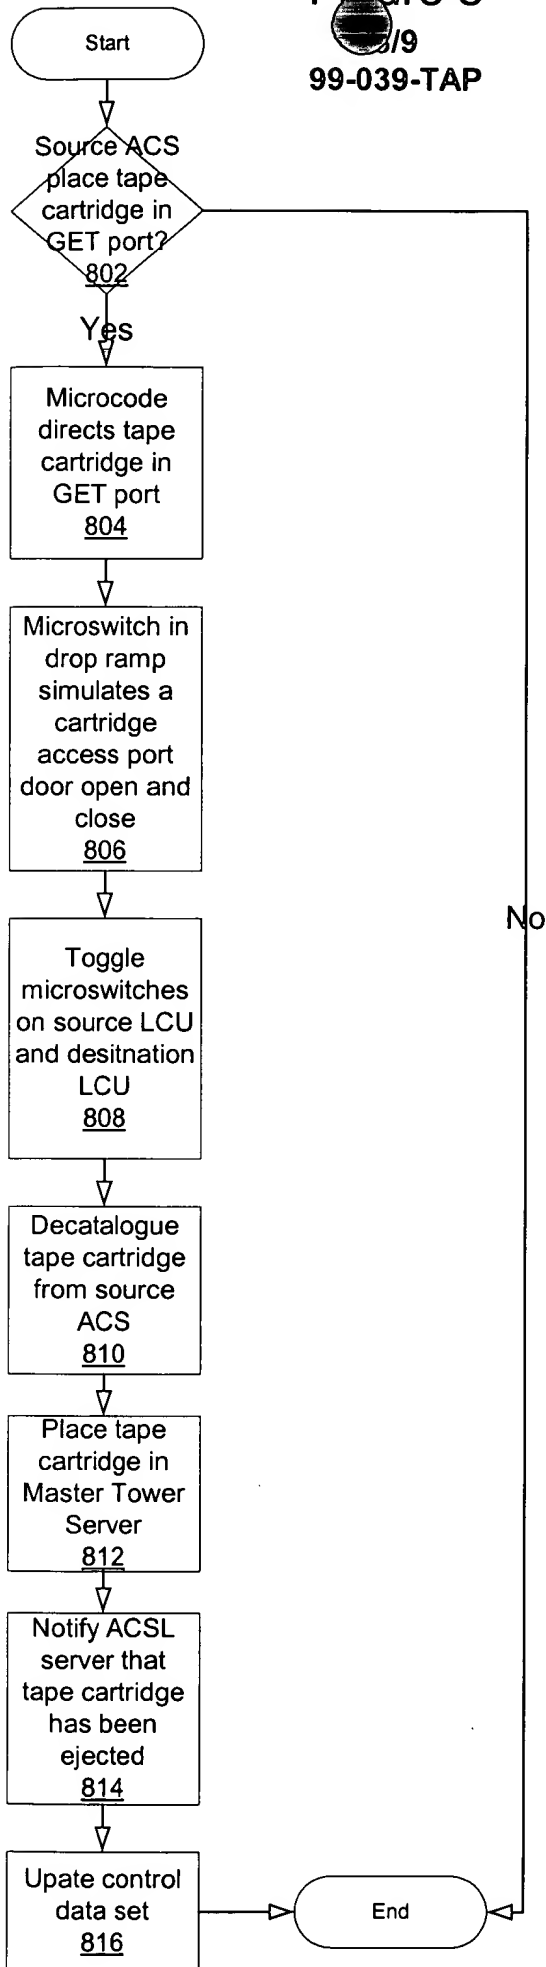 Start
/9
99-039-TAP
Source ACS
place tape
cartridge in
GET port?
802
Yes
Microcode
directs tape
cartridge in
GET port
804
Microswitch in
drop ramp
simulates a
cartridge
access port
door open and
close
806
No
Toggle
microswitches
on source LCU
and desitnation
LCU
808
Decatalogue
tape cartridge
from source
ACS
810
Place tape
cartridge in
Master Tower
Server
812
Notify ACSL
server that
tape cartridge
has been
ejected
814
Upate control
data set
816
End